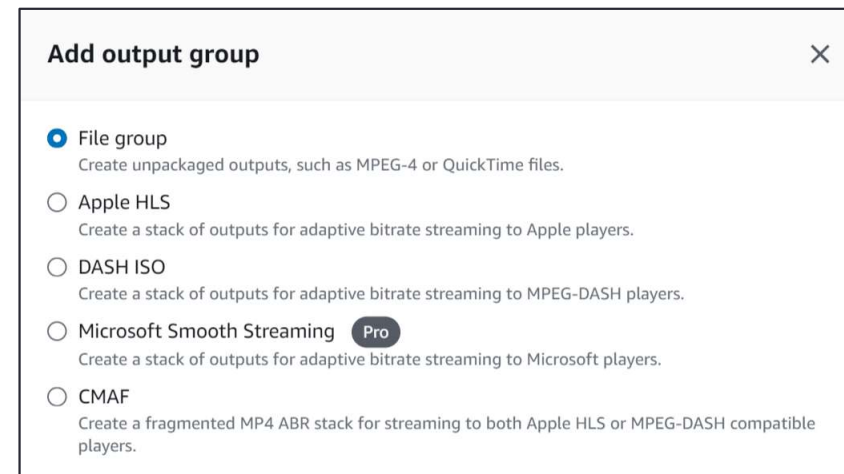 Add output group
File group
Create unpackaged outputs, such as MPEG-4 or QuickTime files.
Apple HLS
Create a stack of outputs for adaptive bitrate streaming to Apple players.
DASH ISO
Create a stack of outputs for adaptive bitrate streaming to MPEG-DASH players.
Microsoft Smooth Streaming Pro
Create a stack of outputs for adaptive bitrate streaming to Microsoft players.
CMAF
Create a fragmented MP4 ABR stack for streaming to both Apple HLS or MPEG-DASH compatible
players.